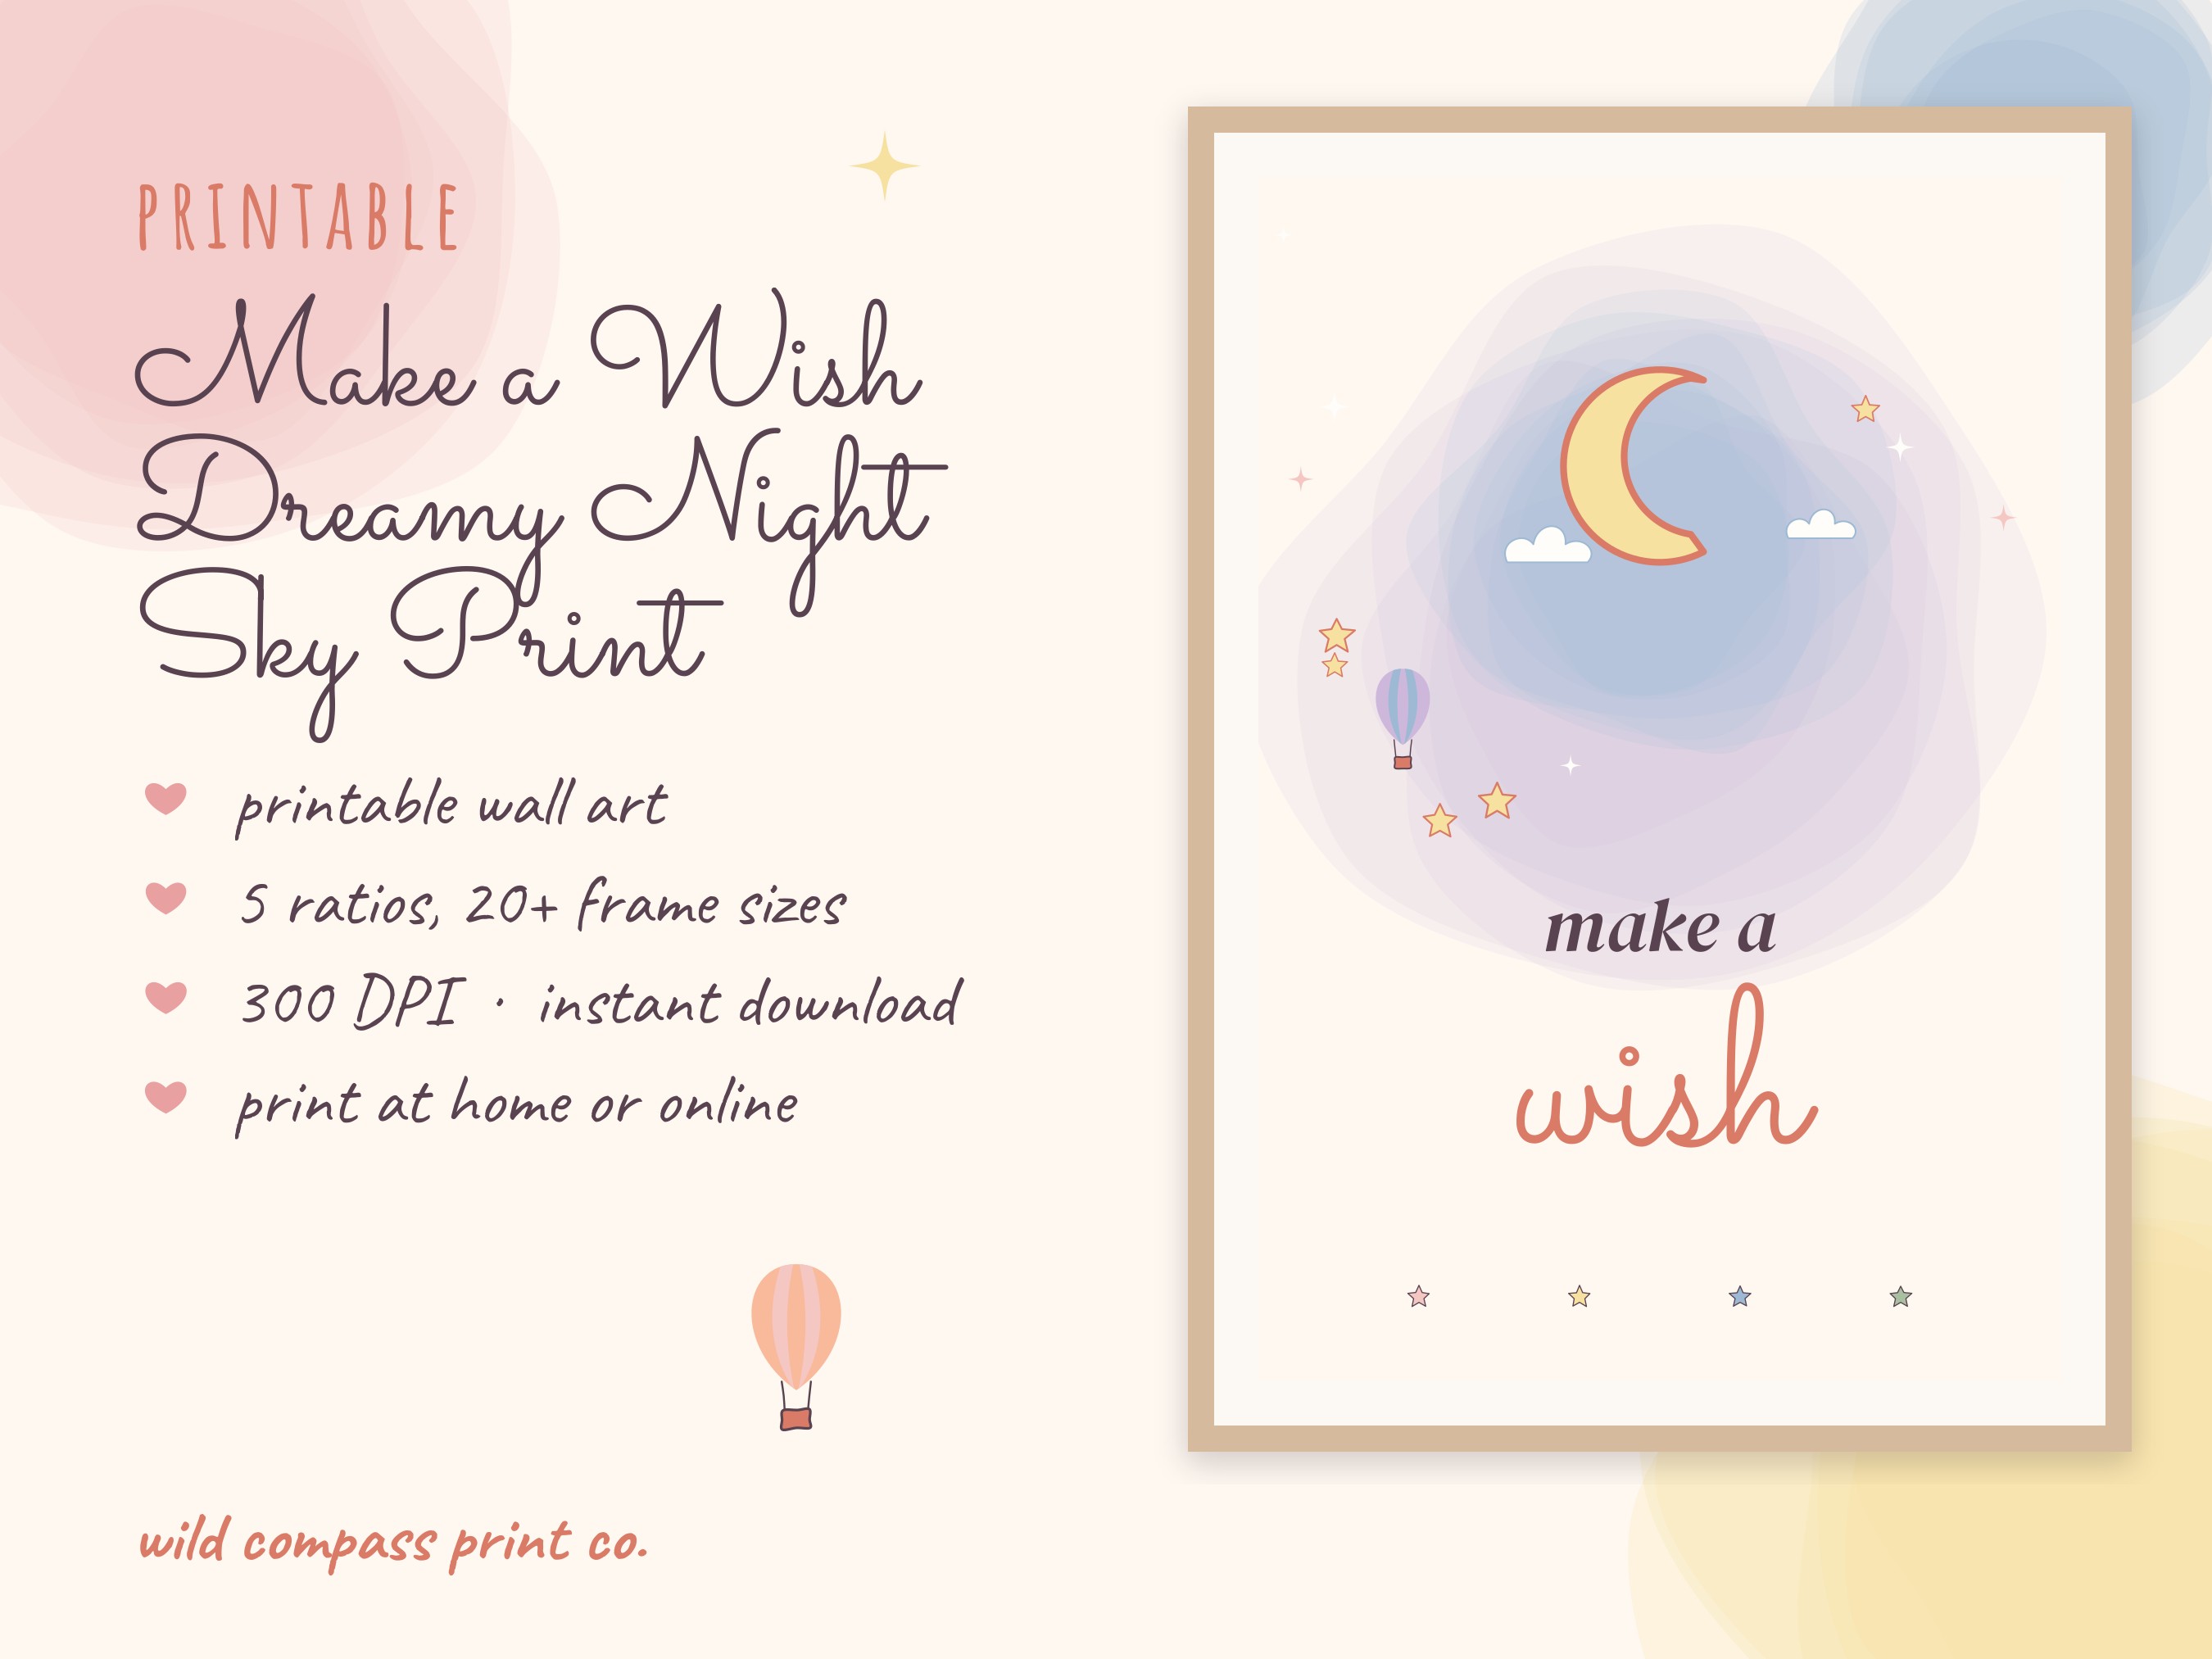 PRINTABLE
Make a Wish
Dreamy Night
Sky Print
printable wall art
5 ratios, 20+ frame sizes
300 DPI · instant download
print at home or online
wild compass print co.
make a
wish